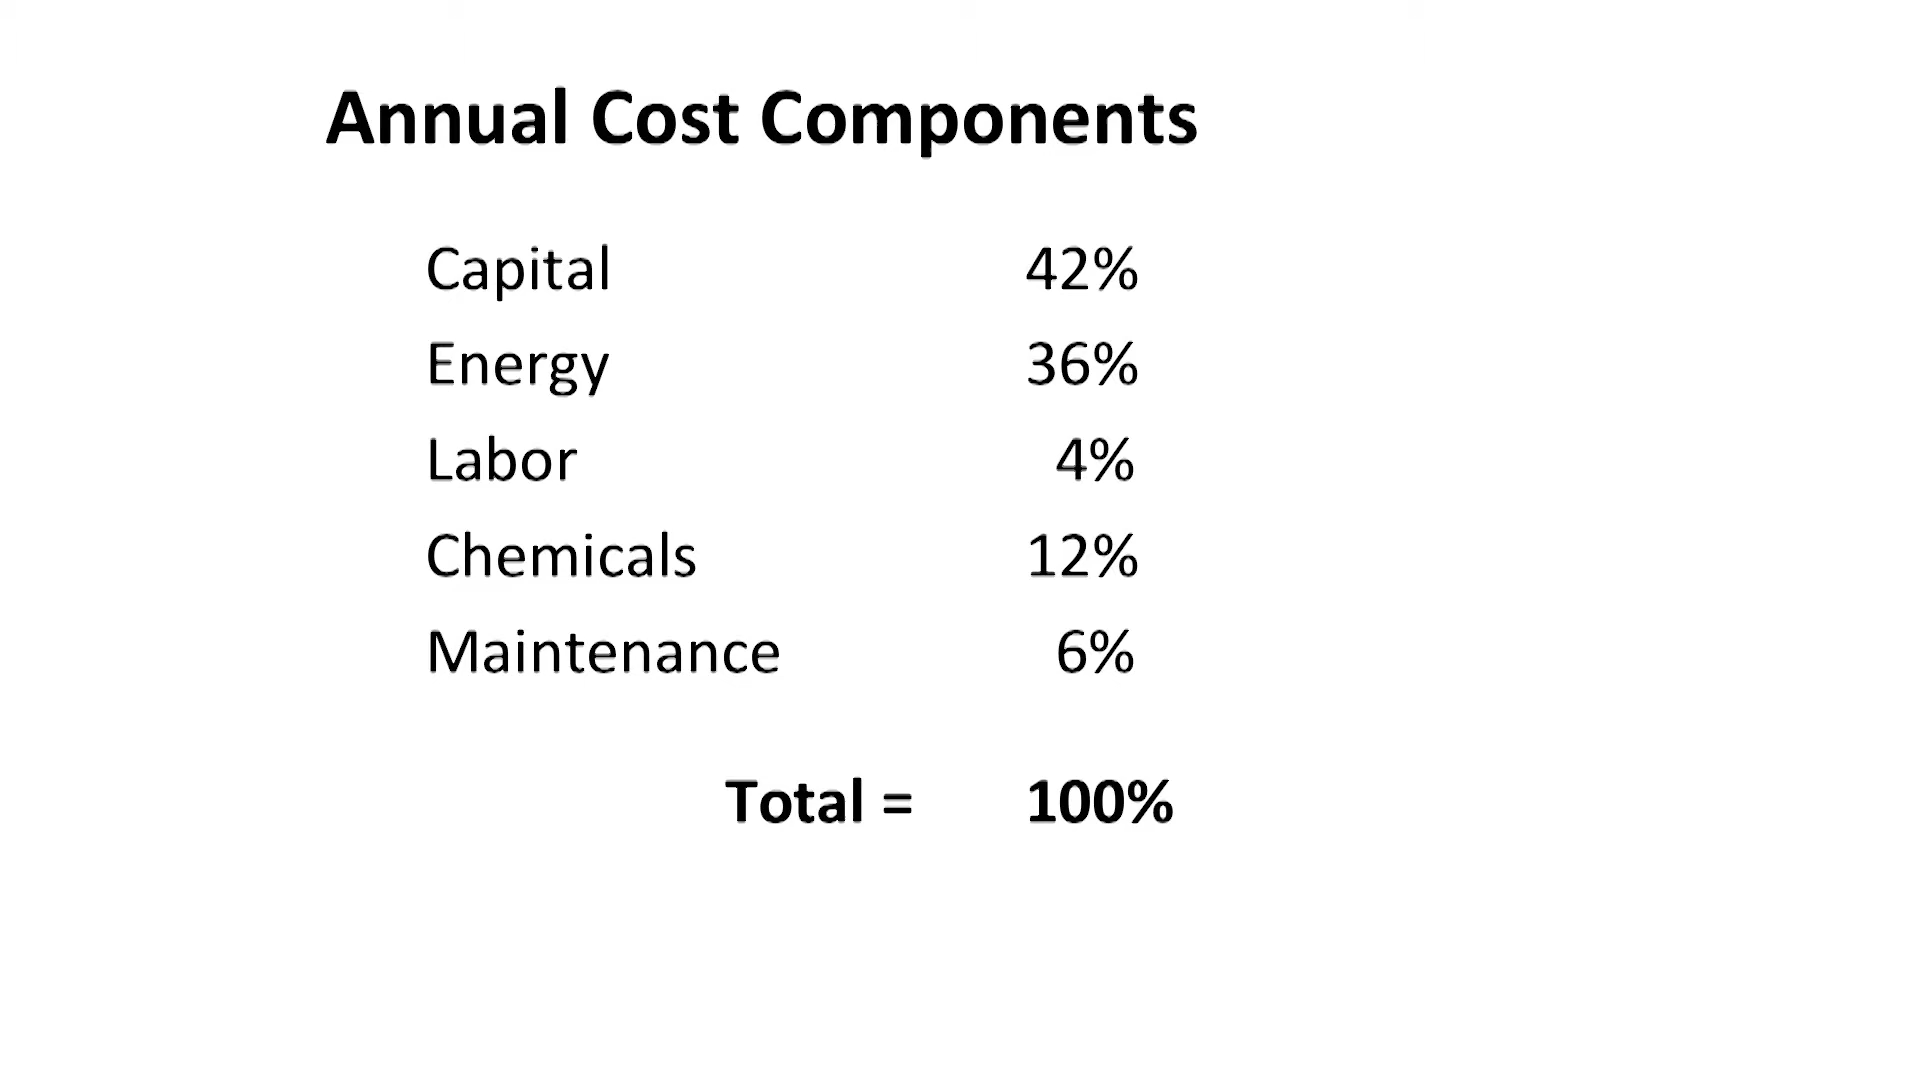 Annual Cost Components
Capital 42%
Energy 36%
Labor 4%
Chemicals 12%
Maintenance 6%
Total = 100%